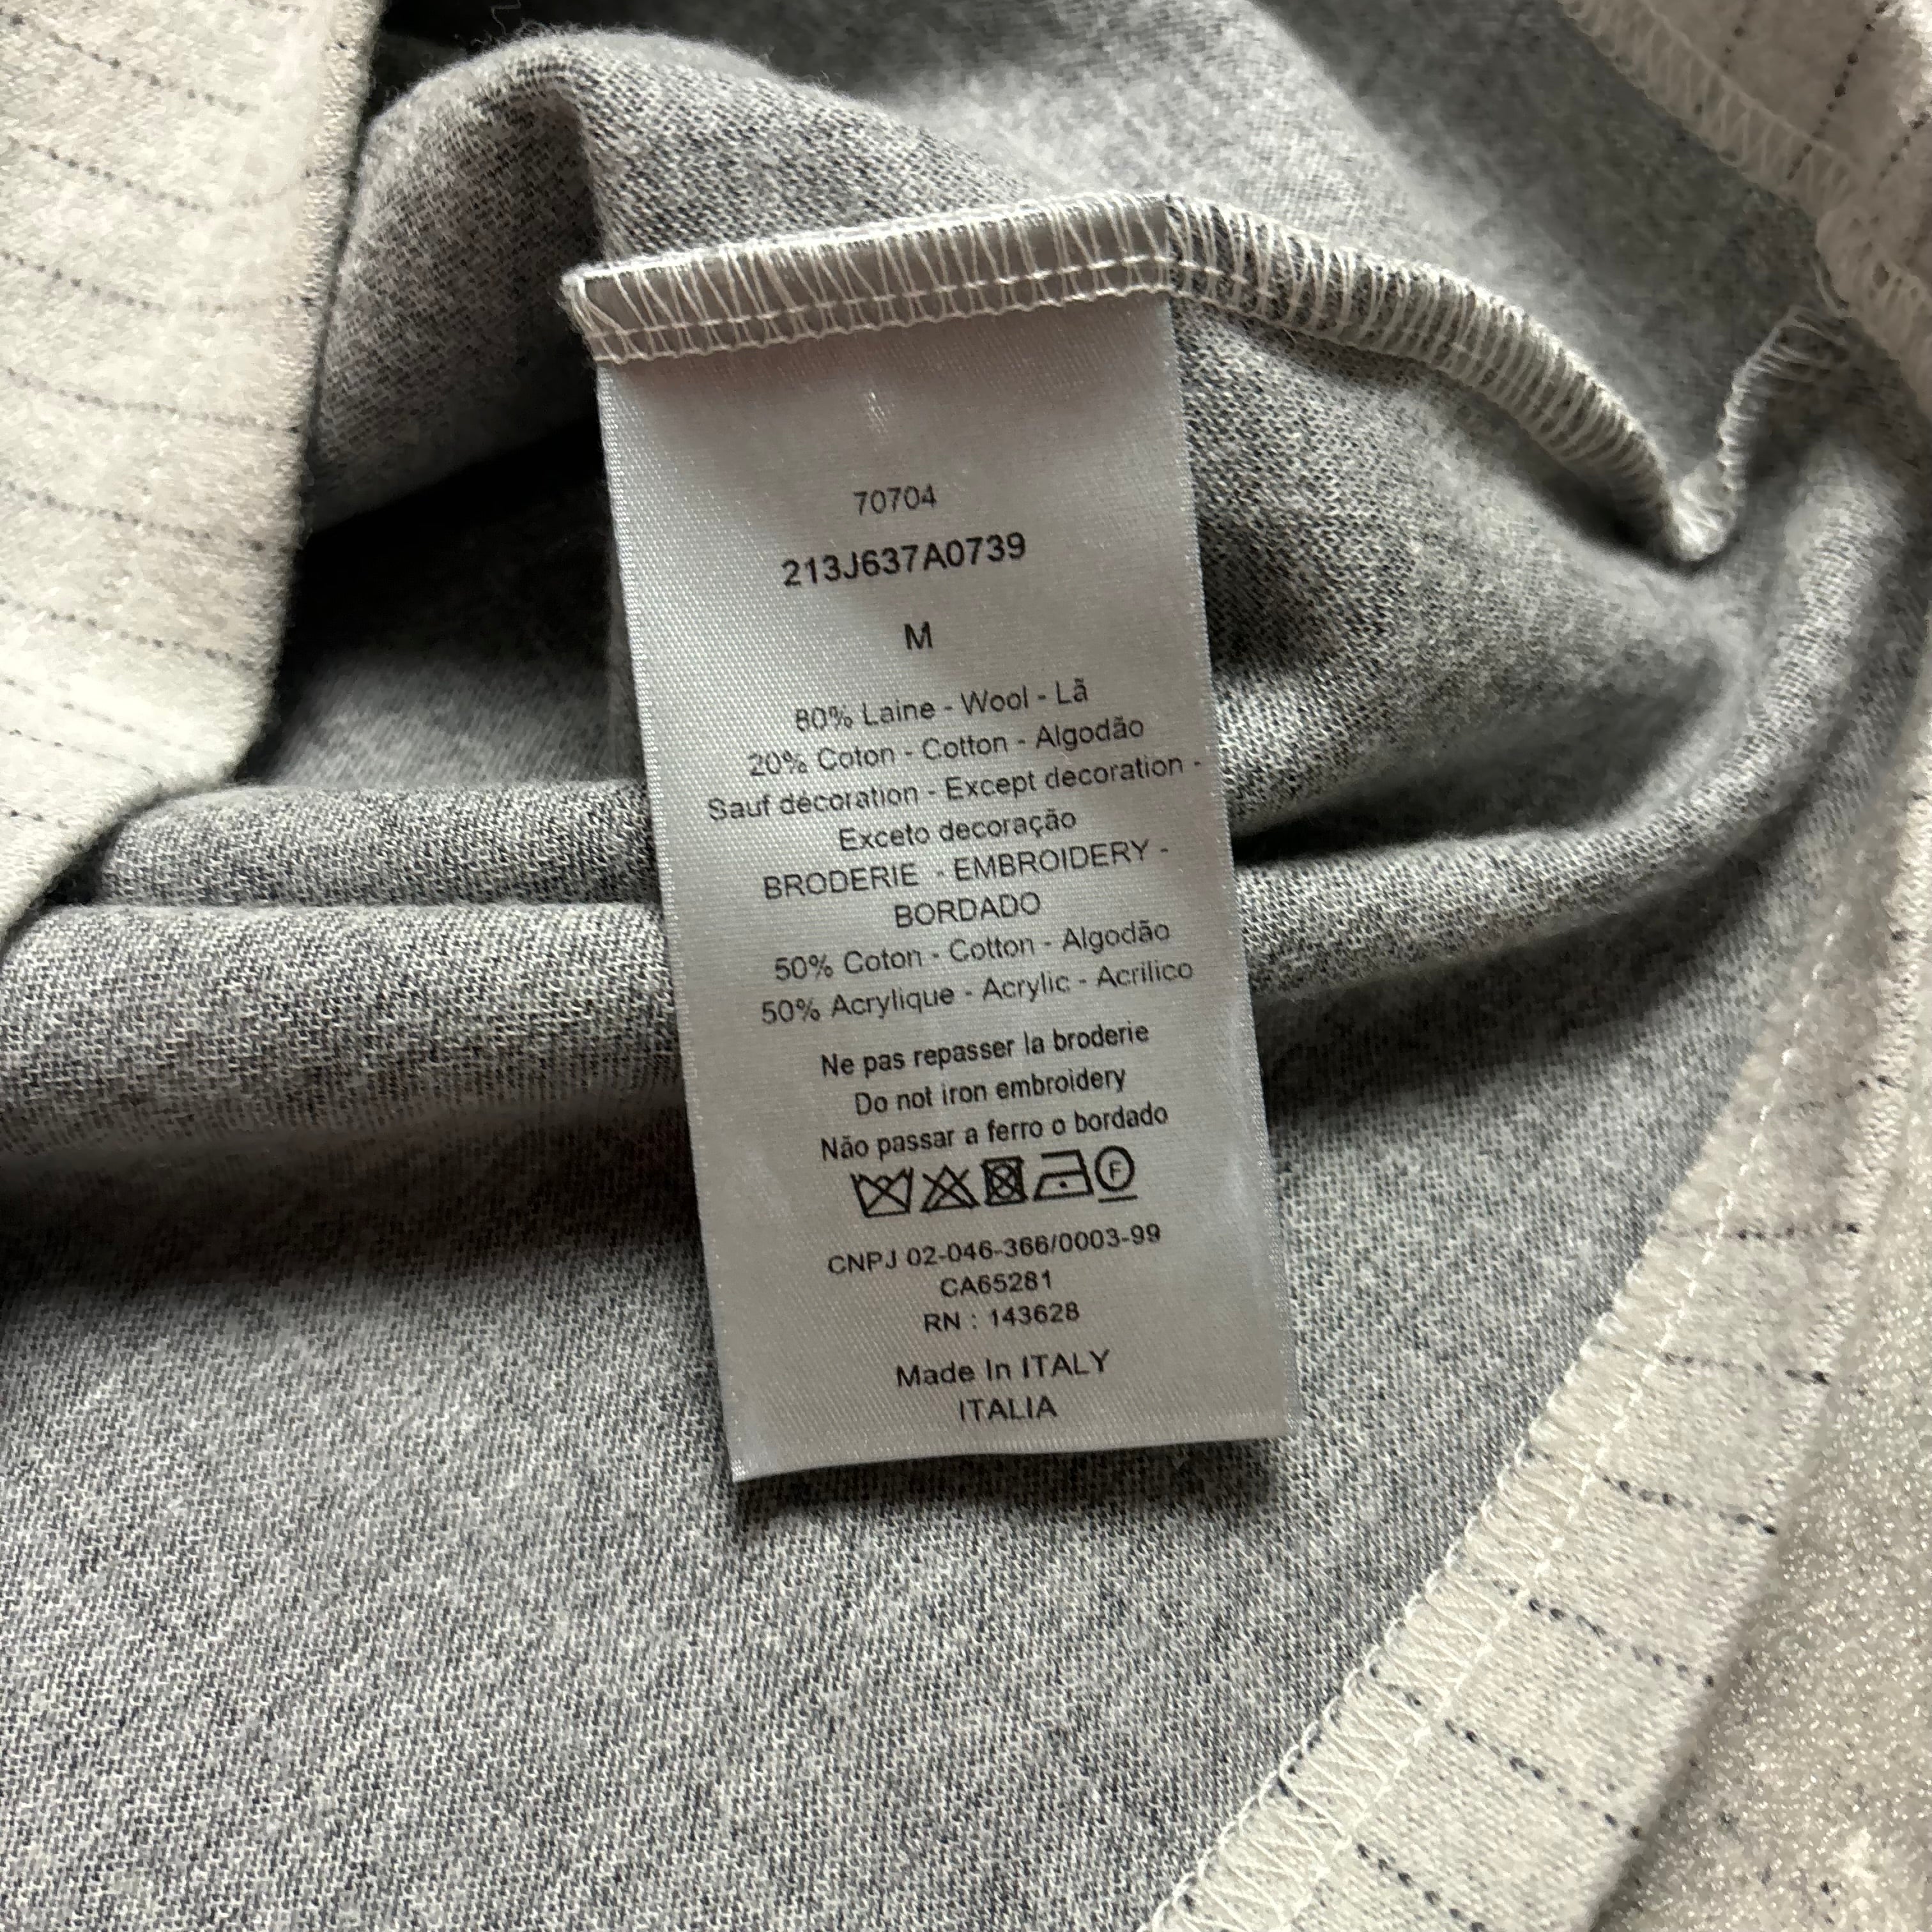 70704
213J637A0739
M
80% Laine - Wool - Lã
20% Coton - Cotton - Algodão
Sauf décoration - Except decoration -
Exceto decoração
BRODERIE - EMBROIDERY -
BORDADO
50% Coton - Cotton - Algodão
50% Acrylique - Acrylic - Acrilico
Ne pas repasser la broderie
Do not iron embroidery
Não passar a ferro o bordado
F
CNPJ 02-046-366/0003-99
CA65281
RN : 143628
Made In ITALY
ITALIA